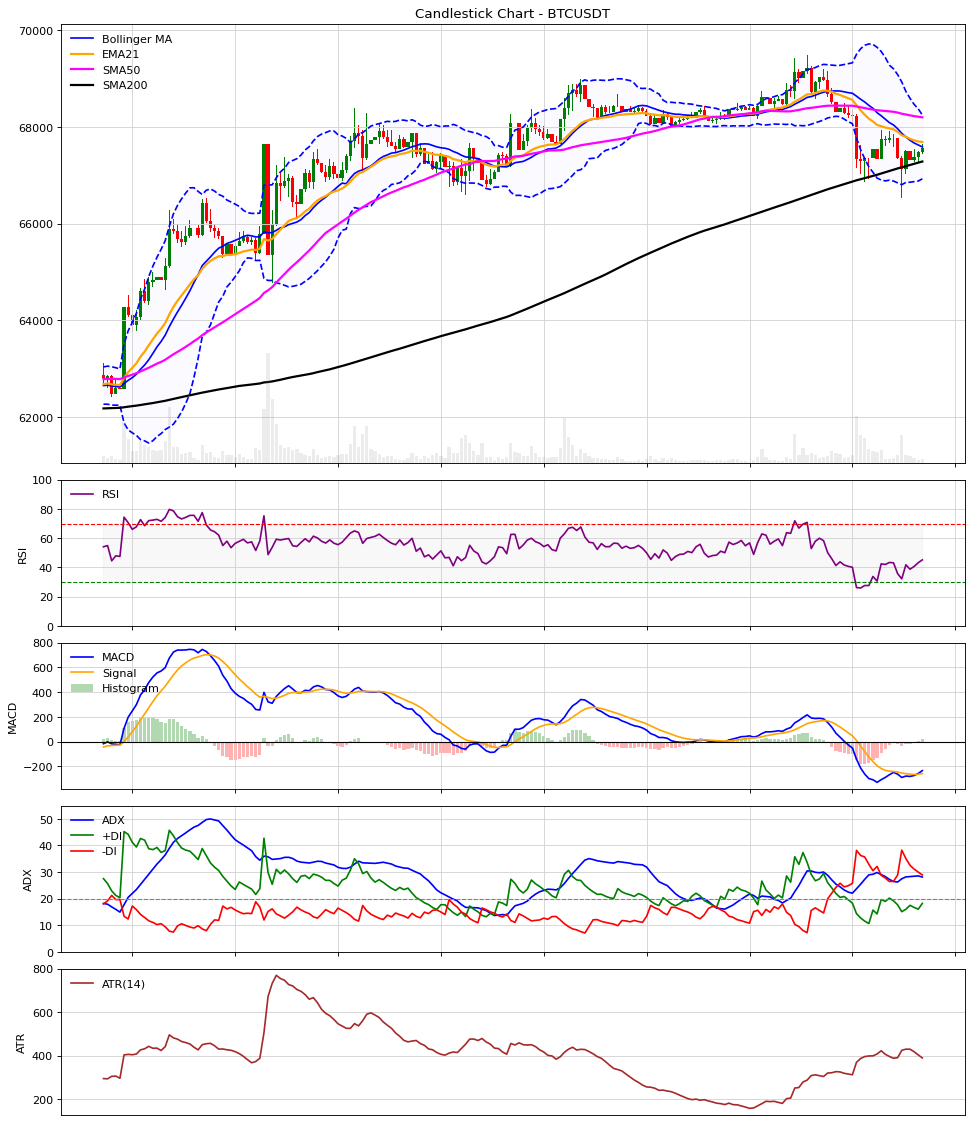 Candlestick Chart - BTCUSDT
70000
68000
66000
64000
62000
Bollinger MA
EMA21
SMA50
SMA200
100
80
60
40
20
0
RSI
RSI
800
600
400
200
0
−200
MACD
MACD
Signal
Histogram
50
40
30
20
10
0
ADX
ADX
+DI
-DI
800
600
400
200
ATR
ATR(14)